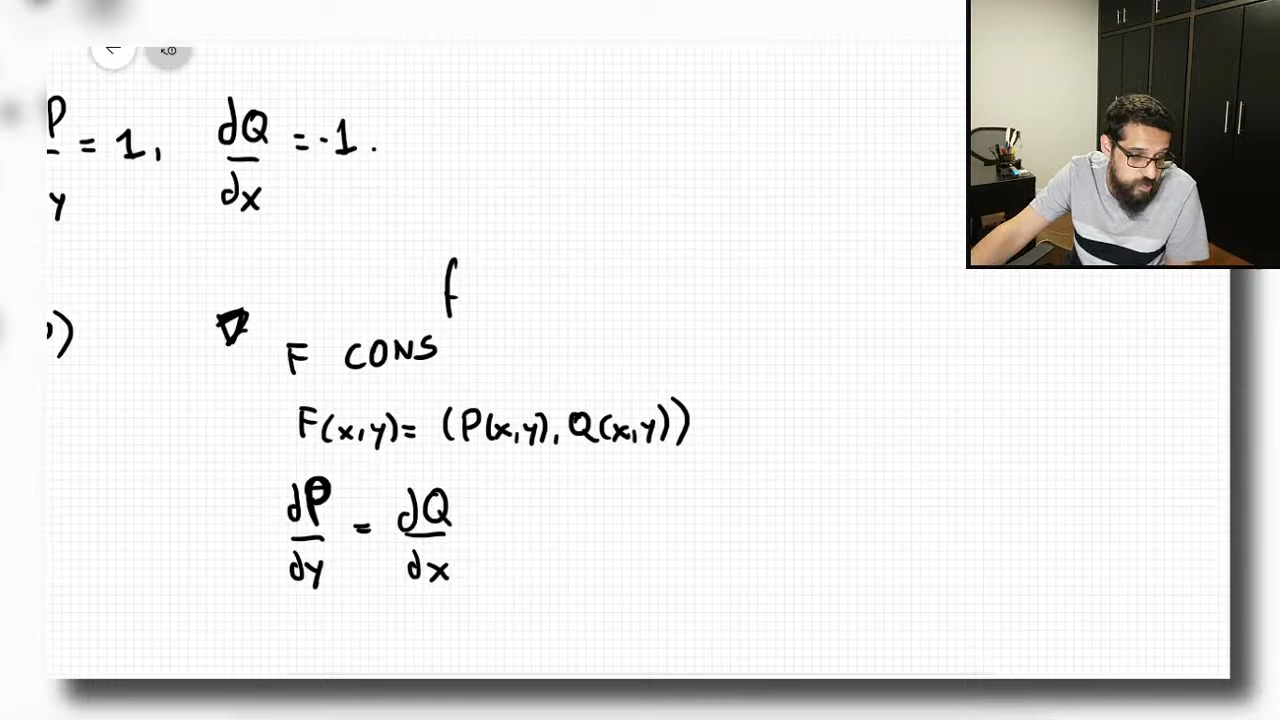 P/y = 1, dQ/dx = -1.
f
)
F CONS
F(x,y)= (P(x,y), Q(x,y))
dP/dy = dQ/dx